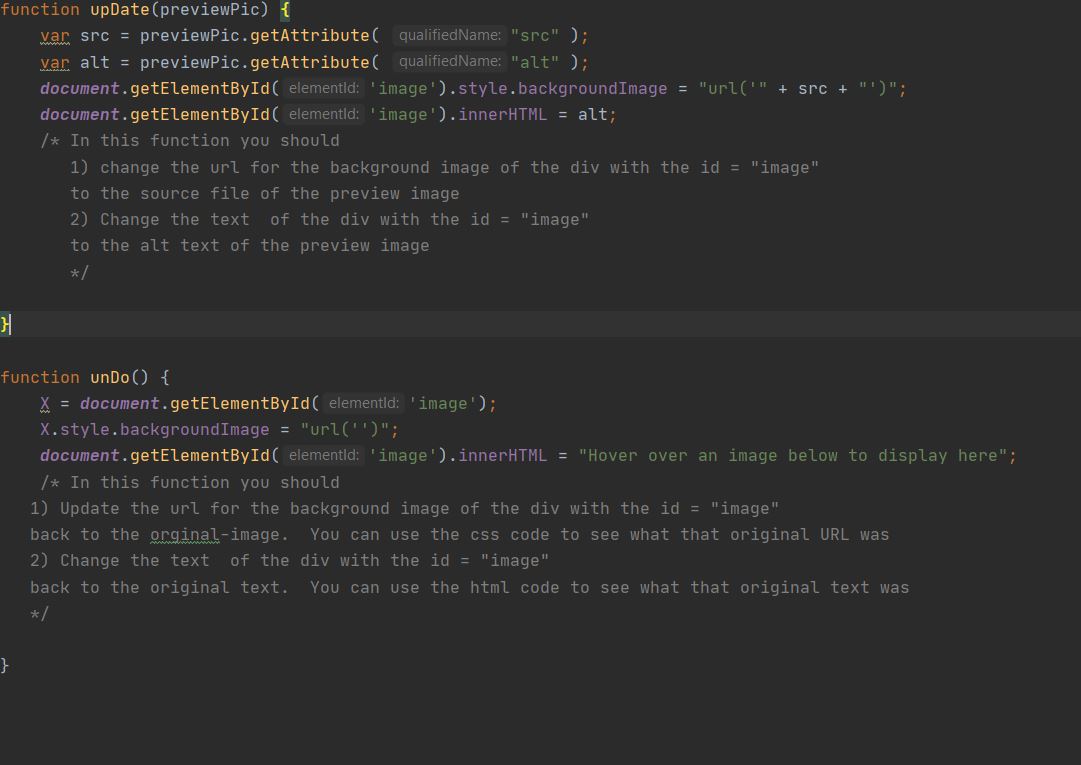 function upDate(previewPic) {
    var src = previewPic.getAttribute( qualifiedName: "src" );
    var alt = previewPic.getAttribute( qualifiedName: "alt" );
    document.getElementById( elementId: 'image').style.backgroundImage = "url('" + src + "')";
    document.getElementById( elementId: 'image').innerHTML = alt;
    /* In this function you should
       1) change the url for the background image of the div with the id = "image"
       to the source file of the preview image
       2) Change the text  of the div with the id = "image"
       to the alt text of the preview image
       */
}
function unDo() {
    X = document.getElementById( elementId: 'image');
    X.style.backgroundImage = "url('')";
    document.getElementById( elementId: 'image').innerHTML = "Hover over an image below to display here";
    /* In this function you should
   1) Update the url for the background image of the div with the id = "image"
   back to the orginal-image.  You can use the css code to see what that original URL was
   2) Change the text  of the div with the id = "image"
   back to the original text.  You can use the html code to see what that original text was
   */
}